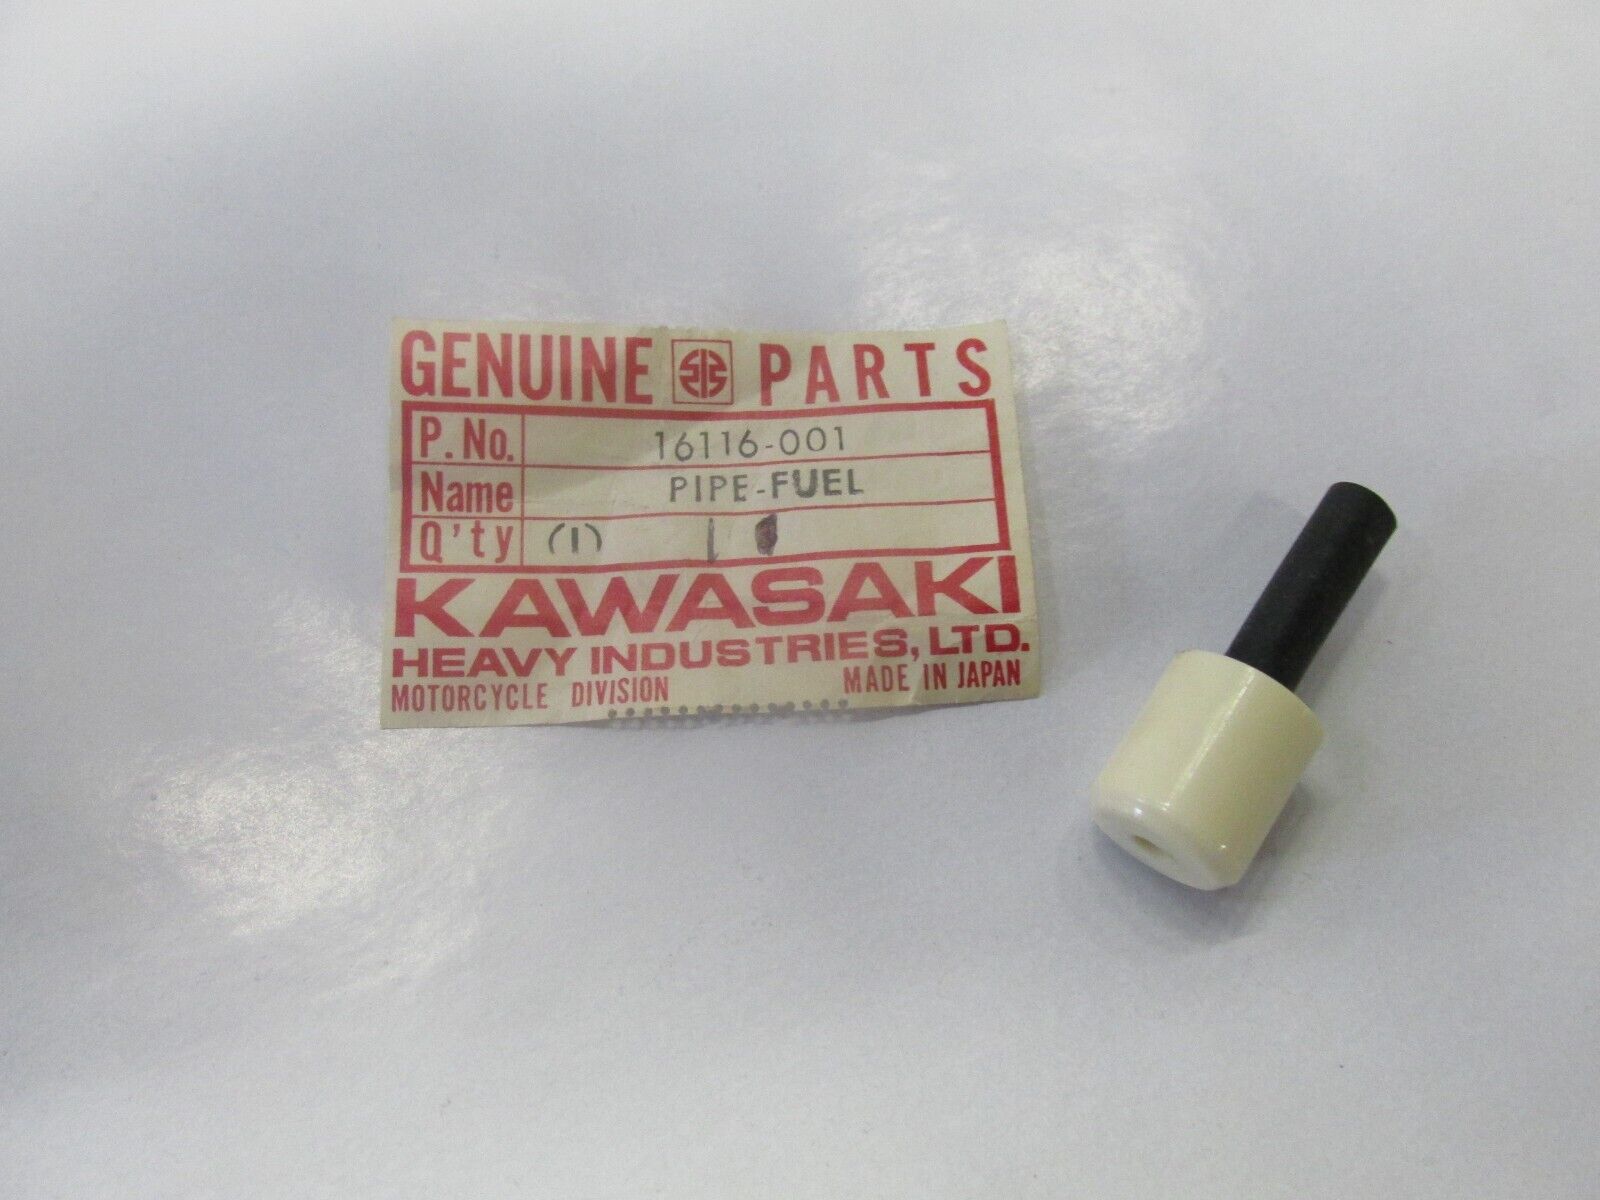 GENUINE PARTS
P. No. 16116-001
Name PIPE-FUEL
Q'ty (1) 1
KAWASAKI
HEAVY INDUSTRIES, LTD.
MOTORCYCLE DIVISION MADE IN JAPAN